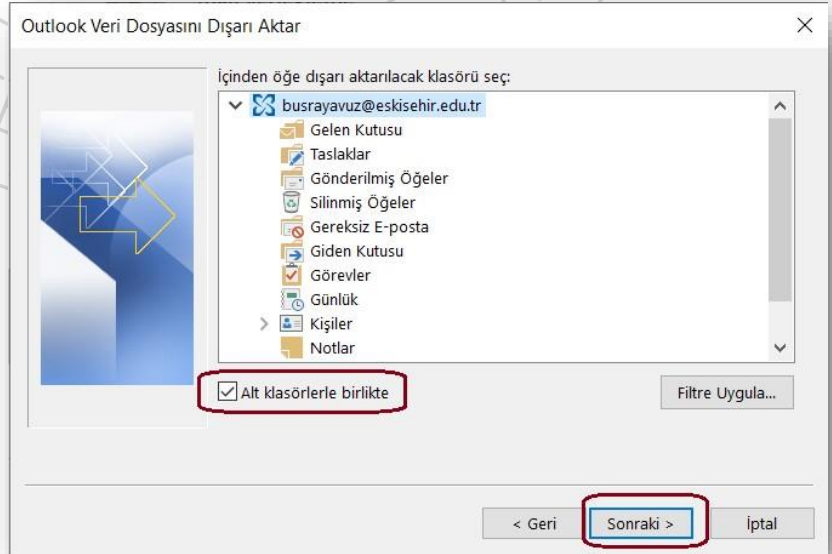 Outlook Veri Dosyasını Dışarı Aktar
İçinden öğe dışarı aktarılacak klasörü seç:
busrayavuz@eskisehir.edu.tr
Gelen Kutusu
Taslaklar
Gönderilmiş Öğeler
Silinmiş Öğeler
Gereksiz E-posta
Giden Kutusu
Görevler
Günlük
Kişiler
Notlar
Alt klasörlerle birlikte
Filtre Uygula...
< Geri
Sonraki >
İptal